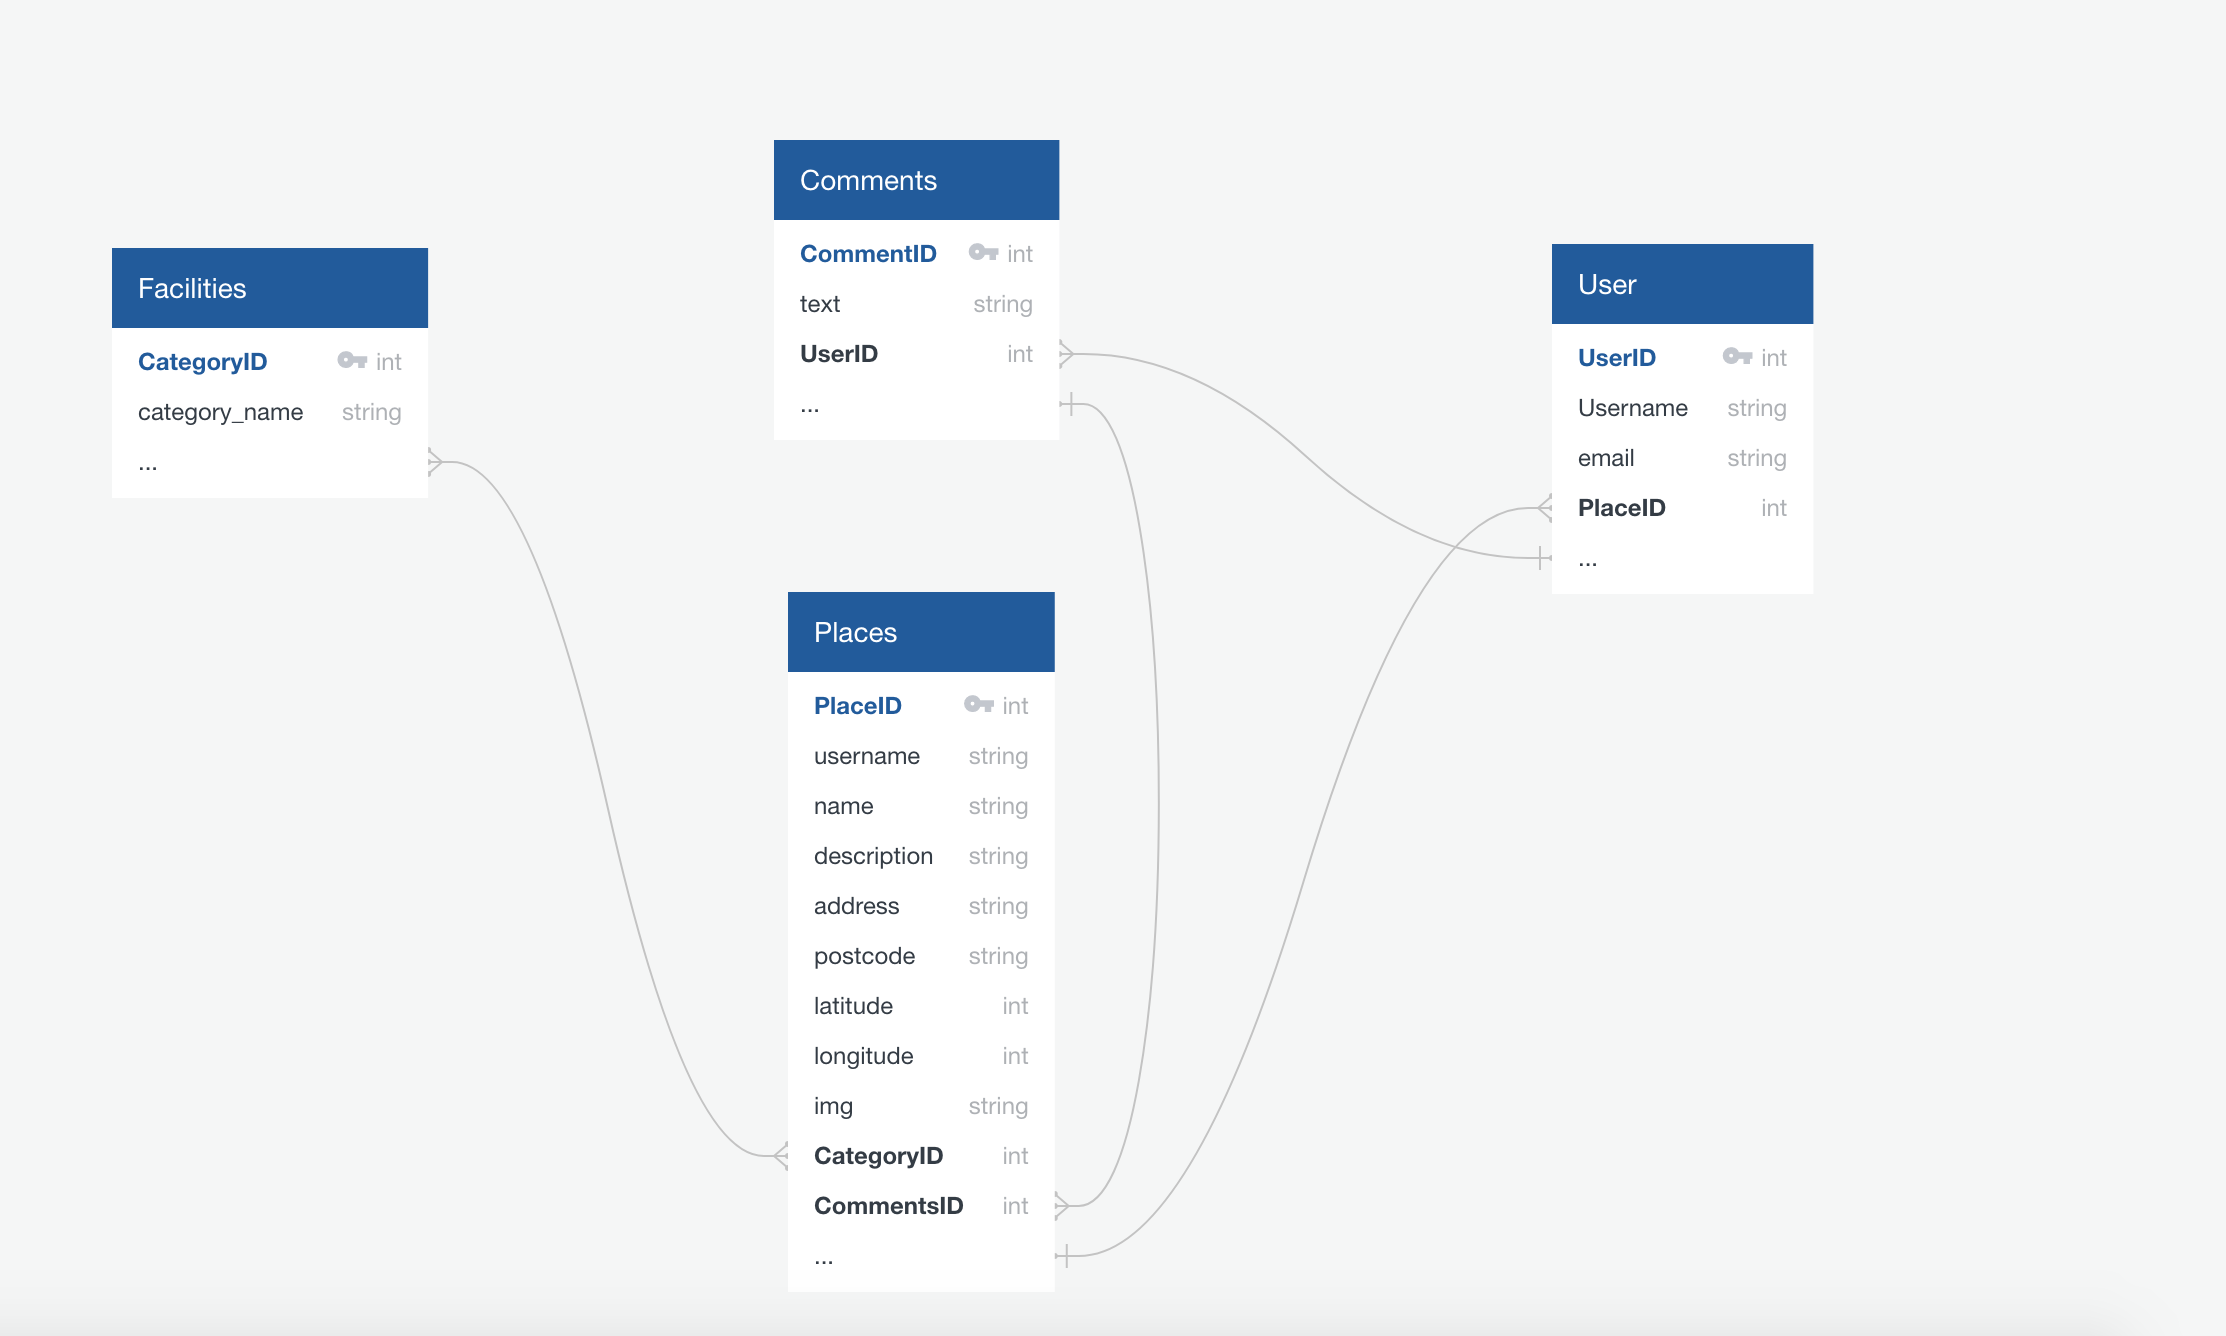 Facilities
CategoryID int
category_name string
...
Comments
CommentID int
text string
UserID int
...
User
UserID int
Username string
email string
PlaceID int
...
Places
PlaceID int
username string
name string
description string
address string
postcode string
latitude int
longitude int
img string
CategoryID int
CommentsID int
...